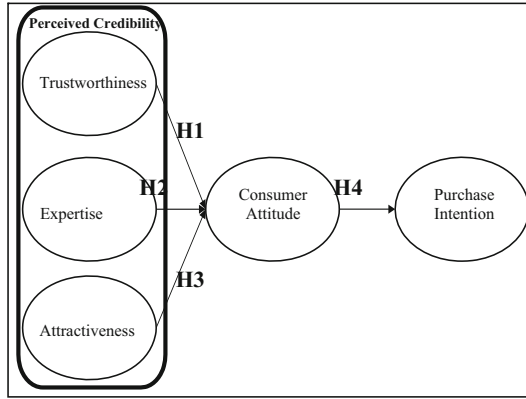 Perceived Credibility
Trustworthiness
H1
H2
Expertise
Consumer
Attitude
H4
Purchase
Intention
H3
Attractiveness